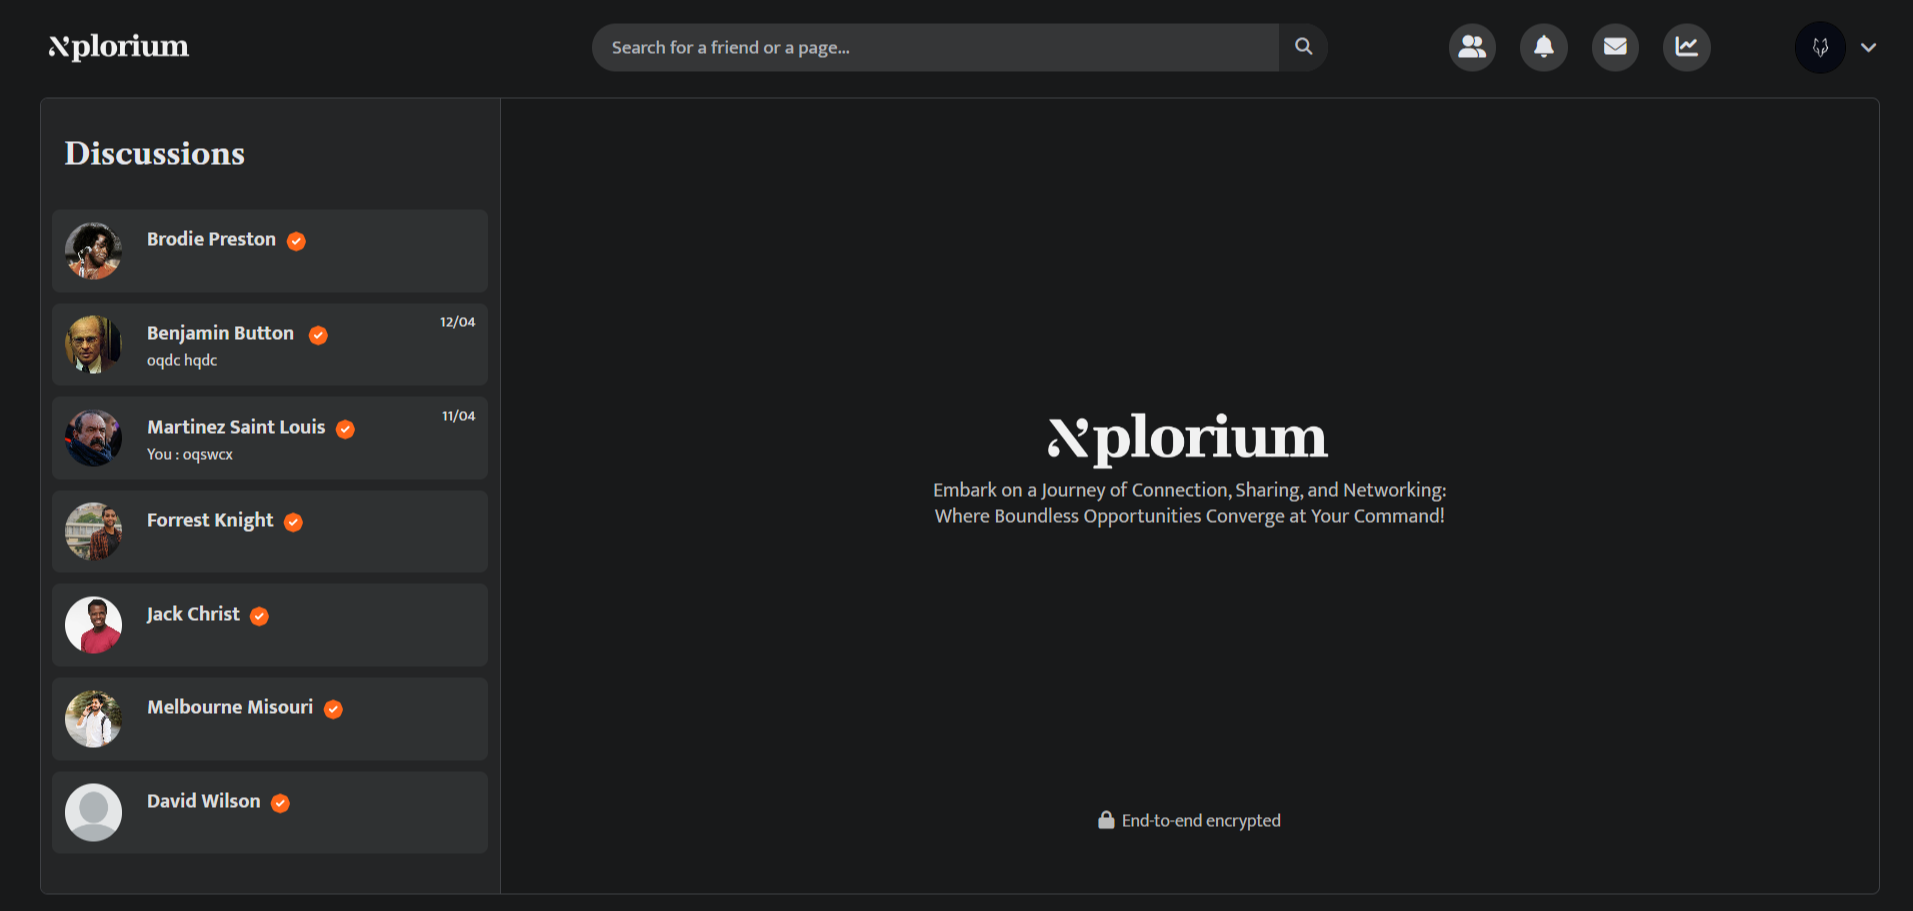 Xplorium
Search for a friend or a page...
Discussions
Brodie Preston
Benjamin Button
12/04
oqdc hqdc
Martinez Saint Louis
11/04
You : oqswcx
Forrest Knight
Jack Christ
Melbourne Misouri
David Wilson
Xplorium
Embark on a Journey of Connection, Sharing, and Networking:
Where Boundless Opportunities Converge at Your Command!
End-to-end encrypted